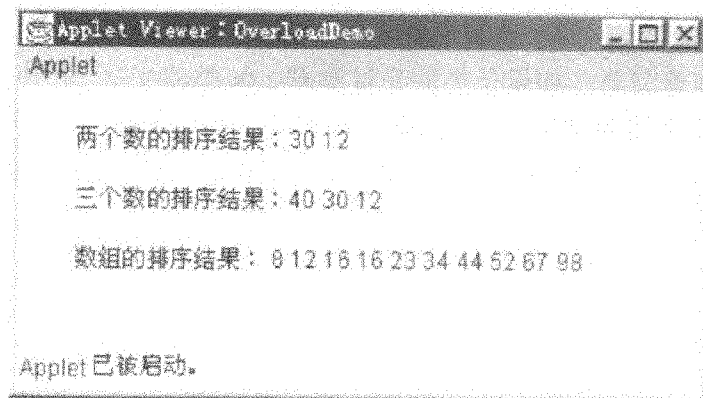 Applet Viewer：OverloadDemo
Applet
两个数的排序结果：30 12
三个数的排序结果：40 30 12
数组的排序结果： 8 12 16 16 23 34 44 52 67 98
Applet 已被启动。